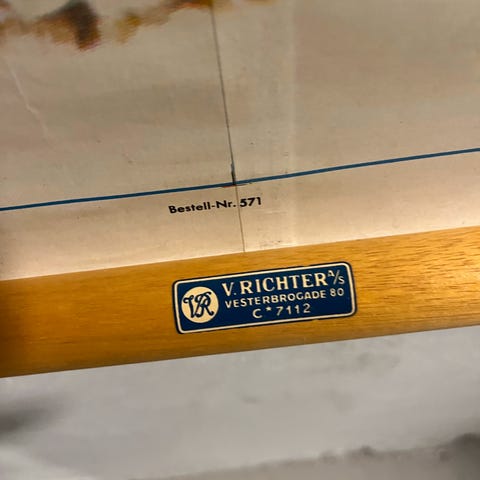 Bestell-Nr. 571
VR
V. RICHTER A/S
VESTERBROGADE 80
C * 7112